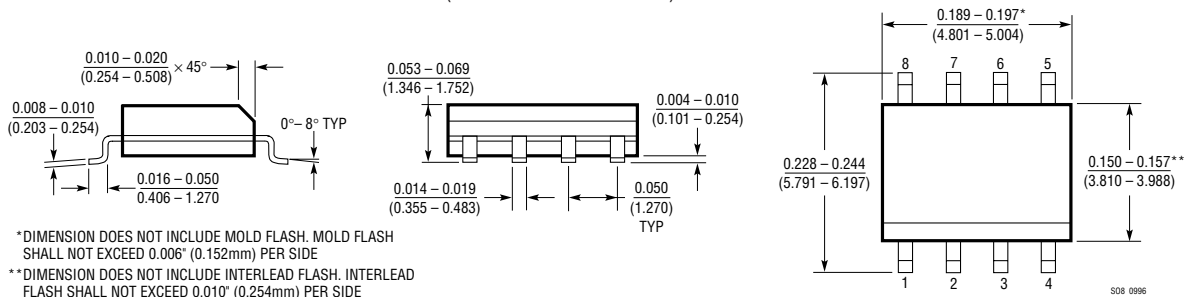 0.010 – 0.020
(0.254 – 0.508)
× 45°
0.008 – 0.010
(0.203 – 0.254)
0°– 8° TYP
0.016 – 0.050
0.406 – 1.270
0.053 – 0.069
(1.346 – 1.752)
0.004 – 0.010
(0.101 – 0.254)
0.014 – 0.019
(0.355 – 0.483)
0.050
(1.270)
TYP
0.189 – 0.197*
(4.801 – 5.004)
8 7 6 5
0.228 – 0.244
(5.791 – 6.197)
0.150 – 0.157**
(3.810 – 3.988)
1 2 3 4
*DIMENSION DOES NOT INCLUDE MOLD FLASH. MOLD FLASH
SHALL NOT EXCEED 0.006" (0.152mm) PER SIDE
**DIMENSION DOES NOT INCLUDE INTERLEAD FLASH. INTERLEAD
FLASH SHALL NOT EXCEED 0.010" (0.254mm) PER SIDE
SO8 0996